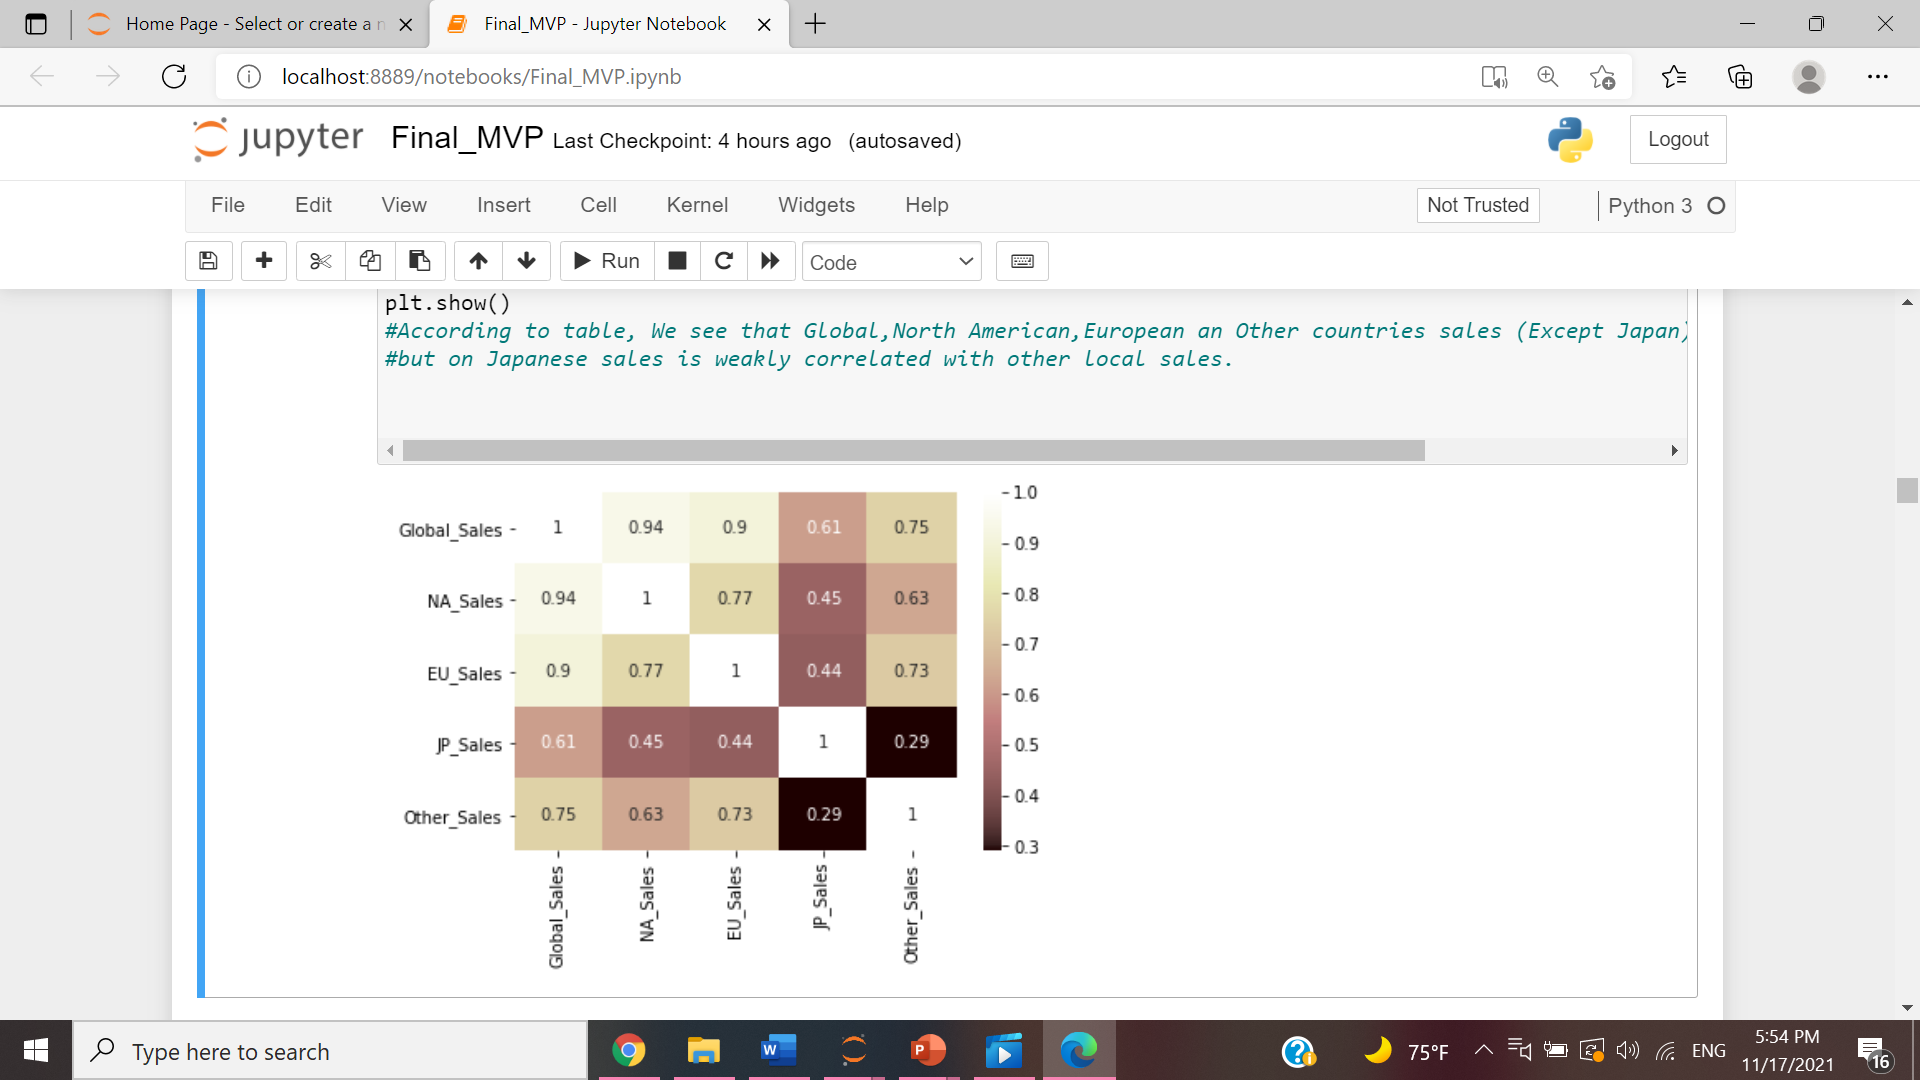 Home Page - Select or create a n
Final_MVP - Jupyter Notebook
localhost:8889/notebooks/Final_MVP.ipynb
jupyter Final_MVP Last Checkpoint: 4 hours ago (autosaved)
Logout
File Edit View Insert Cell Kernel Widgets Help
Not Trusted
Python 3
Run
Code
plt.show()
#According to table, We see that Global,North American,European an Other countries sales (Except Japan)
#but on Japanese sales is weakly correlated with other local sales.
Global_Sales 1 0.94 0.9 0.61 0.75
NA_Sales 0.94 1 0.77 0.45 0.63
EU_Sales 0.9 0.77 1 0.44 0.73
JP_Sales 0.61 0.45 0.44 1 0.29
Other_Sales 0.75 0.63 0.73 0.29 1
Global_Sales
NA_Sales
EU_Sales
JP_Sales
Other_Sales
1.0
0.9
0.8
0.7
0.6
0.5
0.4
0.3
Type here to search
W
P
75°F
ENG
5:54 PM
11/17/2021
16